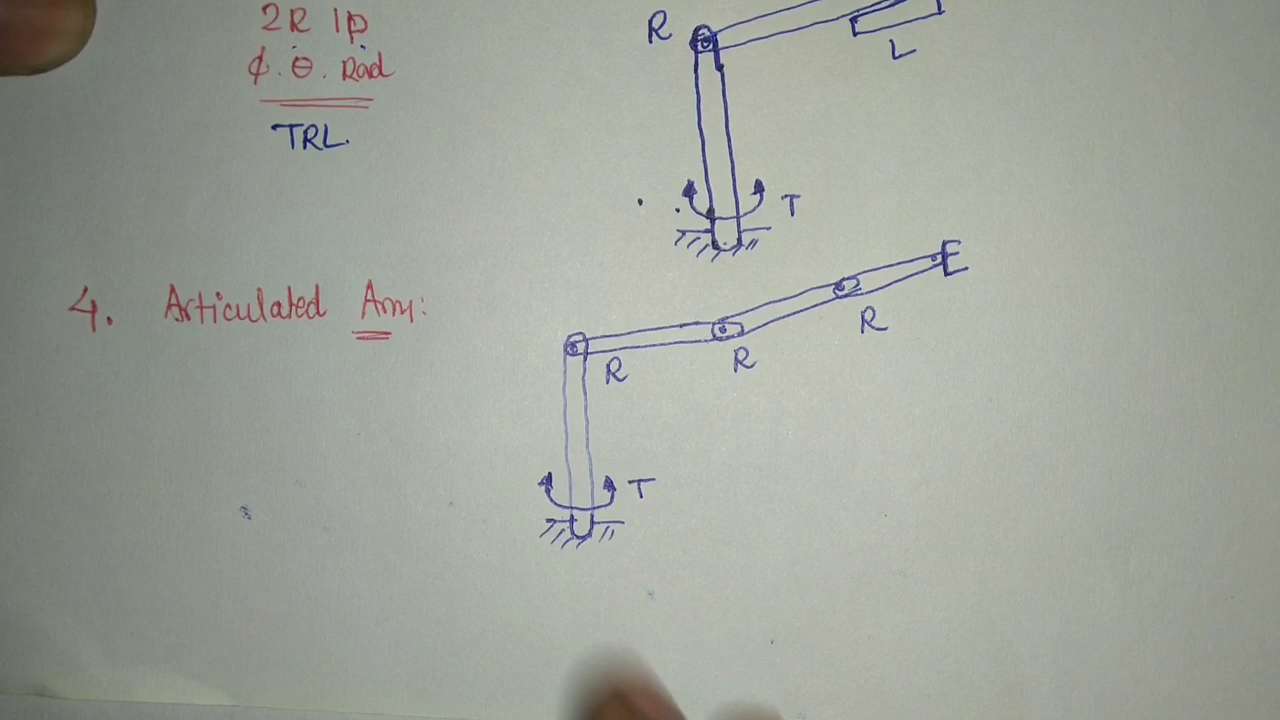 2R 1p
ϕ. θ. Rad
TRL.
R
L
T
4. Articulated Arm:
R
R
R
T